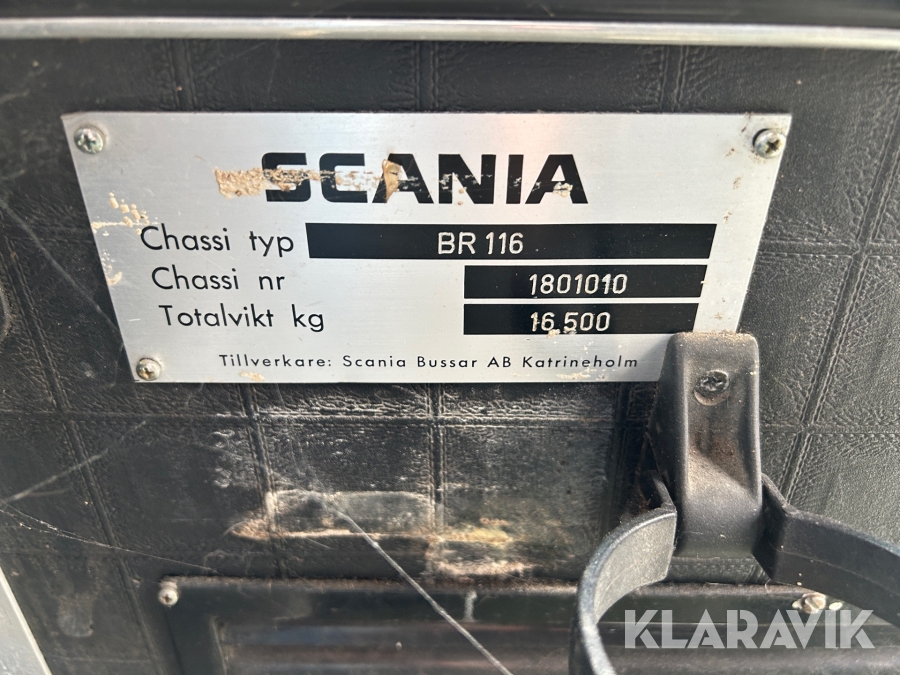 SCANIA
Chassi typ BR 116
Chassi nr 1801010
Totalvikt kg 16.500
Tillverkare: Scania Bussar AB Katrineholm
KLARAVIK